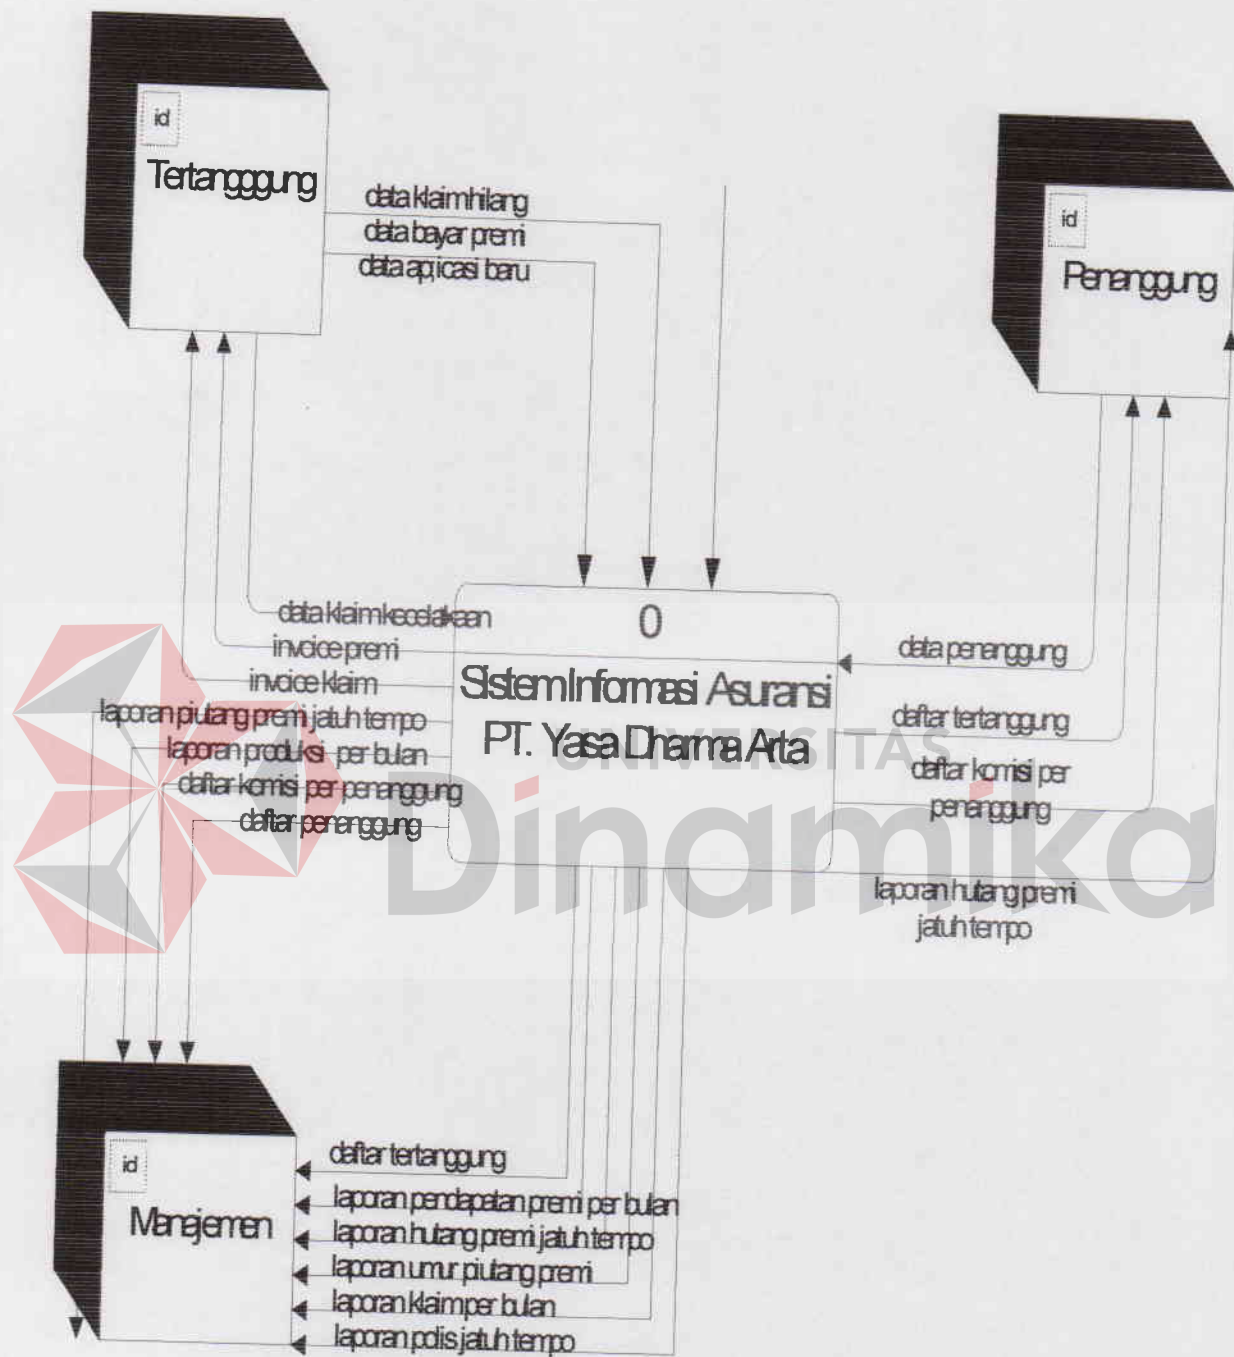 id
Tertangggung
data klaim hilang
data bayar premi
data ap,icasi baru
id
Penanggung
data klaim kecelakaan
invoice premi
invoice klaim
laporan piutang premi jatuh tempo
laporan produksi per bulan
daftar komisi per penanggung
daftar penanggung
0
Sistem Informasi Asuransi
PT. Yasa Dharma Arta
data penanggung
daftar tertanggung
daftar komisi per
penanggung
laporan hutang premi
jatuh tempo
UNIVERSITAS
Dinamika
id
Manajemen
daftar tertanggung
laporan pendapatan premi per bulan
laporan hutang premi jatuh tempo
laporan umur piutang premi
laporan klaim per bulan
laporan polis jatuh tempo